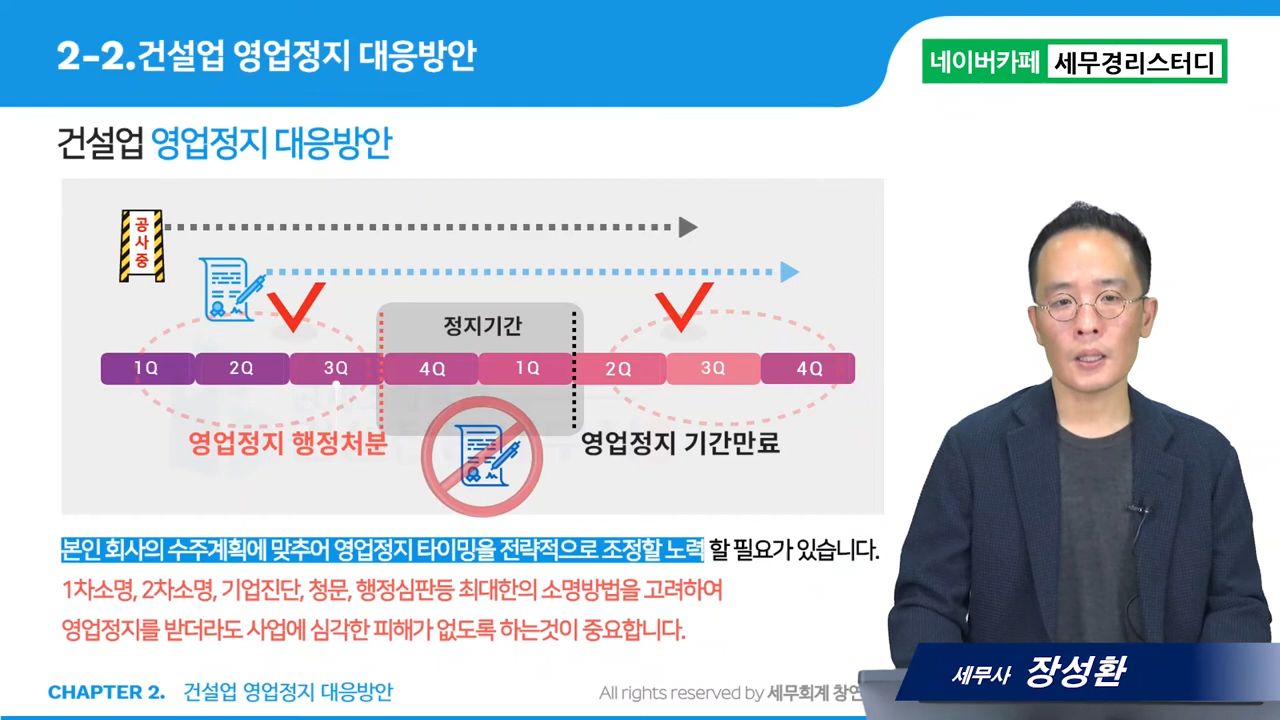 2-2.건설업 영업정지 대응방안
네이버카페 세무경리스터디
건설업 영업정지 대응방안
공사중
정지기간
1Q 2Q 3Q 4Q 1Q 2Q 3Q 4Q
영업정지 행정처분
영업정지 기간만료
본인 회사의 수주계획에 맞추어 영업정지 타이밍을 전략적으로 조정할 노력 할 필요가 있습니다.
1차소명, 2차소명, 기업진단, 청문, 행정심판등 최대한의 소명방법을 고려하여
영업정지를 받더라도 사업에 심각한 피해가 없도록 하는것이 중요합니다.
세무사 장성환
CHAPTER 2. 건설업 영업정지 대응방안
All rights reserved by 세무회계 창연